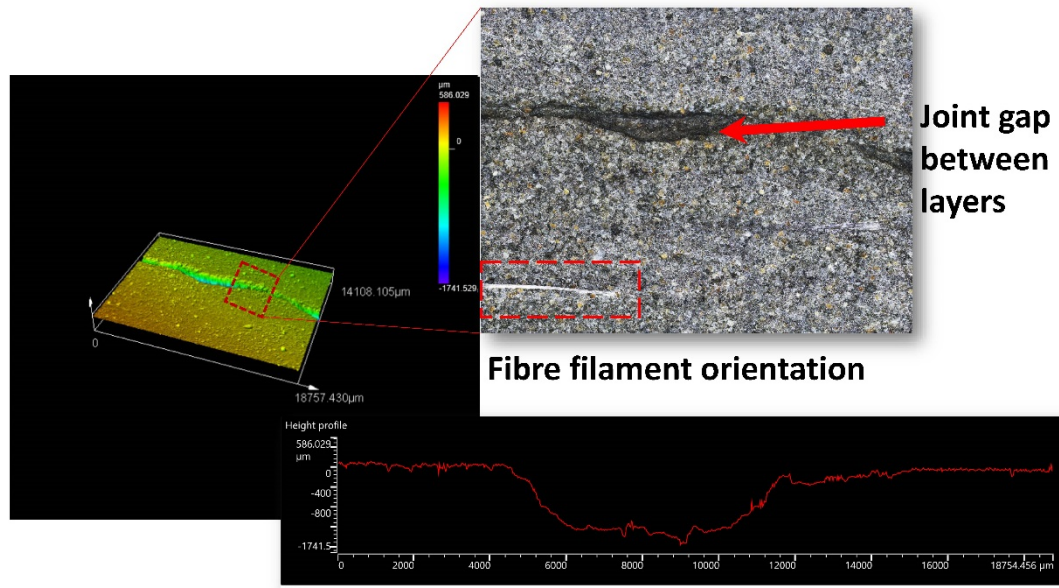 µm
586.029
0
-1741.529
14108.105µm
0
18757.430µm
Joint gap
between
layers
Fibre filament orientation
Height profile
586.029
µm
0
-400
-800
-1741.5
0 2000 4000 6000 8000 10000 12000 14000 16000 18754.456 µm